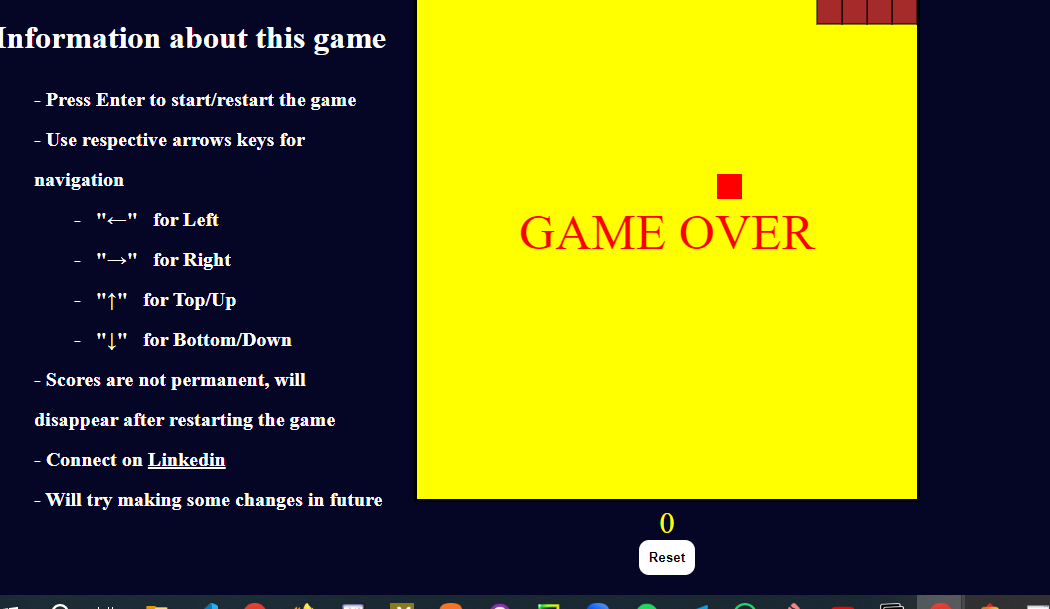 Information about this game
- Press Enter to start/restart the game
- Use respective arrows keys for
navigation
- "←" for Left
- "→" for Right
- "↑" for Top/Up
- "↓" for Bottom/Down
- Scores are not permanent, will
disappear after restarting the game
- Connect on Linkedin
- Will try making some changes in future
GAME OVER
0
Reset